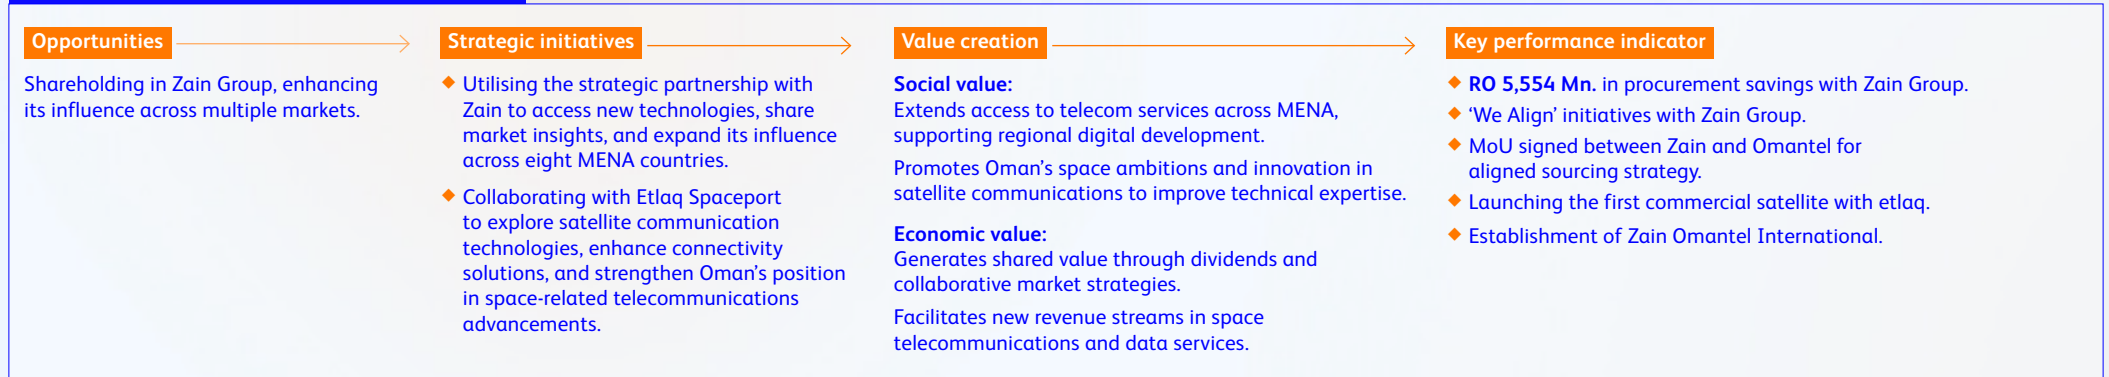 Opportunities
Shareholding in Zain Group, enhancing
its influence across multiple markets.
Strategic initiatives
Utilising the strategic partnership with
Zain to access new technologies, share
market insights, and expand its influence
across eight MENA countries.
Collaborating with Etlaq Spaceport
to explore satellite communication
technologies, enhance connectivity
solutions, and strengthen Oman’s position
in space-related telecommunications
advancements.
Value creation
Social value:
Extends access to telecom services across MENA,
supporting regional digital development.
Promotes Oman’s space ambitions and innovation in
satellite communications to improve technical expertise.
Economic value:
Generates shared value through dividends and
collaborative market strategies.
Facilitates new revenue streams in space
telecommunications and data services.
Key performance indicator
RO 5,554 Mn. in procurement savings with Zain Group.
‘We Align’ initiatives with Zain Group.
MoU signed between Zain and Omantel for
aligned sourcing strategy.
Launching the first commercial satellite with etlaq.
Establishment of Zain Omantel International.